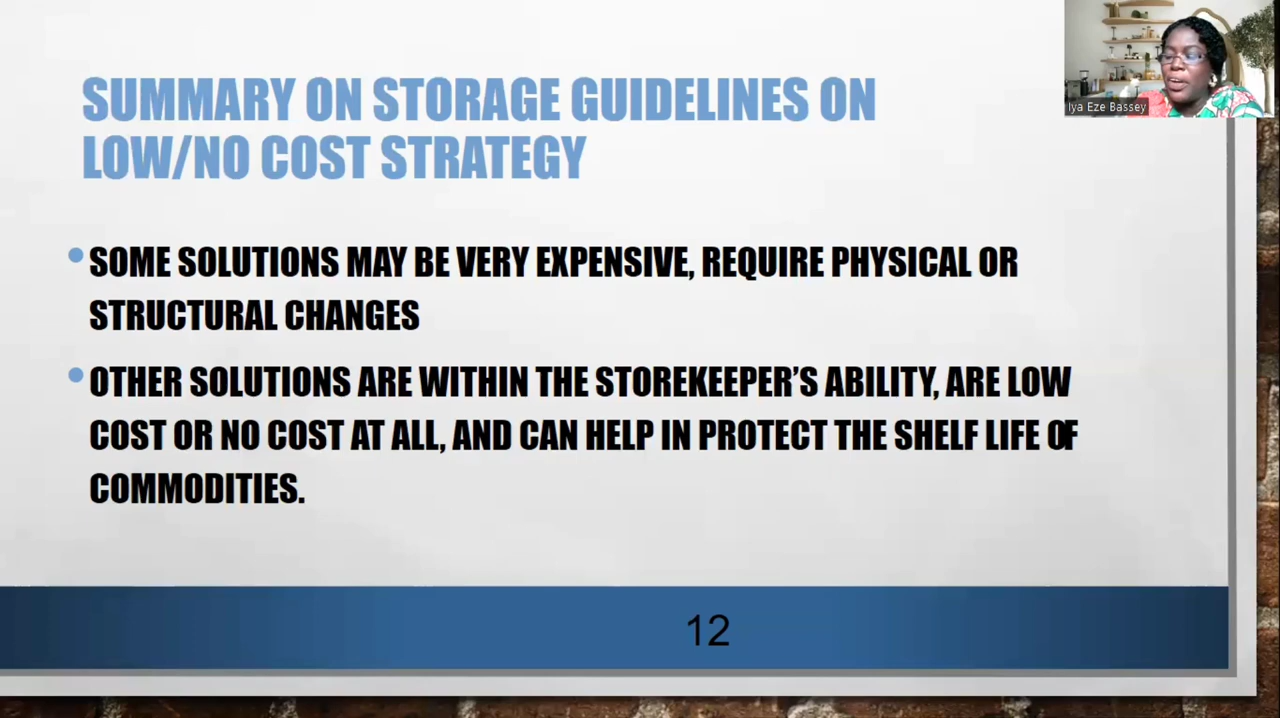 SUMMARY ON STORAGE GUIDELINES ON
LOW/NO COST STRATEGY
Iya Eze Bassey
• SOME SOLUTIONS MAY BE VERY EXPENSIVE, REQUIRE PHYSICAL OR
STRUCTURAL CHANGES
• OTHER SOLUTIONS ARE WITHIN THE STOREKEEPER’S ABILITY, ARE LOW
COST OR NO COST AT ALL, AND CAN HELP IN PROTECT THE SHELF LIFE OF
COMMODITIES.
12